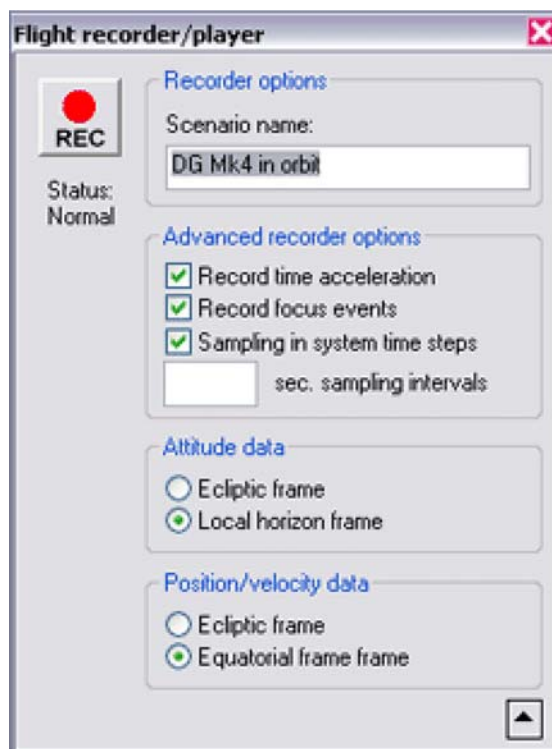 Flight recorder/player
REC
Status:
Normal
Recorder options
Scenario name:
DG Mk4 in orbit
Advanced recorder options
Record time acceleration
Record focus events
Sampling in system time steps
sec. sampling intervals
Attitude data
Ecliptic frame
Local horizon frame
Position/velocity data
Ecliptic frame
Equatorial frame frame